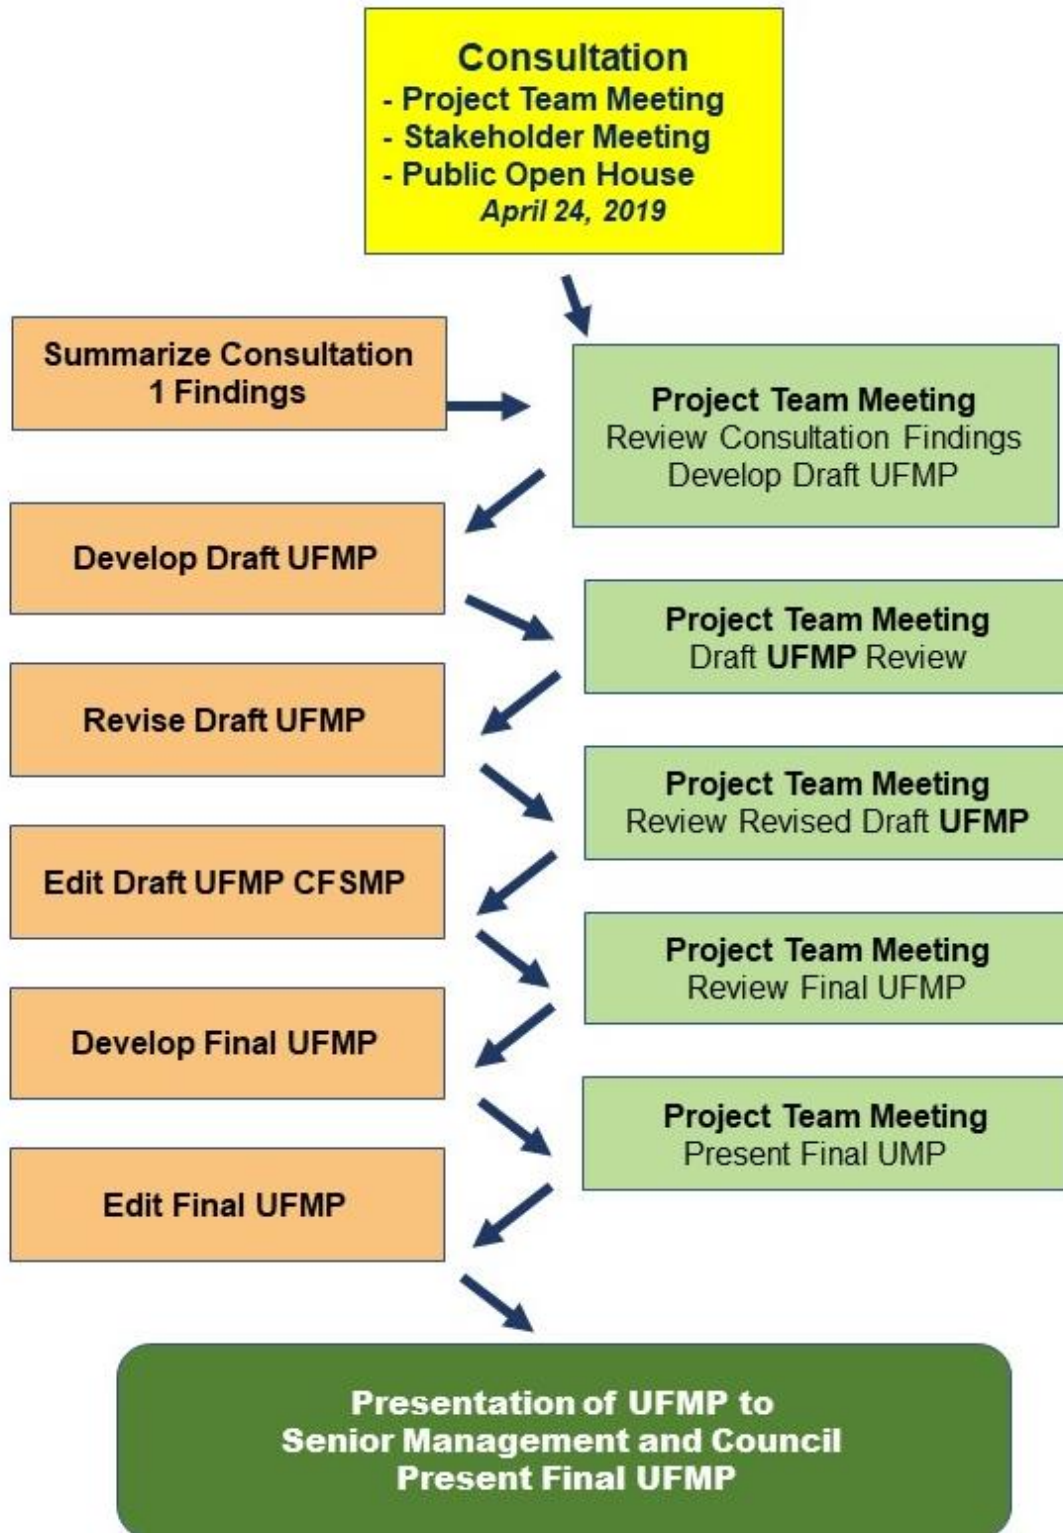 Consultation
- Project Team Meeting
- Stakeholder Meeting
- Public Open House
April 24, 2019
Summarize Consultation
1 Findings
Project Team Meeting
Review Consultation Findings
Develop Draft UFMP
Develop Draft UFMP
Project Team Meeting
Draft UFMP Review
Revise Draft UFMP
Project Team Meeting
Review Revised Draft UFMP
Edit Draft UFMP CFSMP
Project Team Meeting
Review Final UFMP
Develop Final UFMP
Project Team Meeting
Present Final UMP
Edit Final UFMP
Presentation of UFMP to
Senior Management and Council
Present Final UFMP